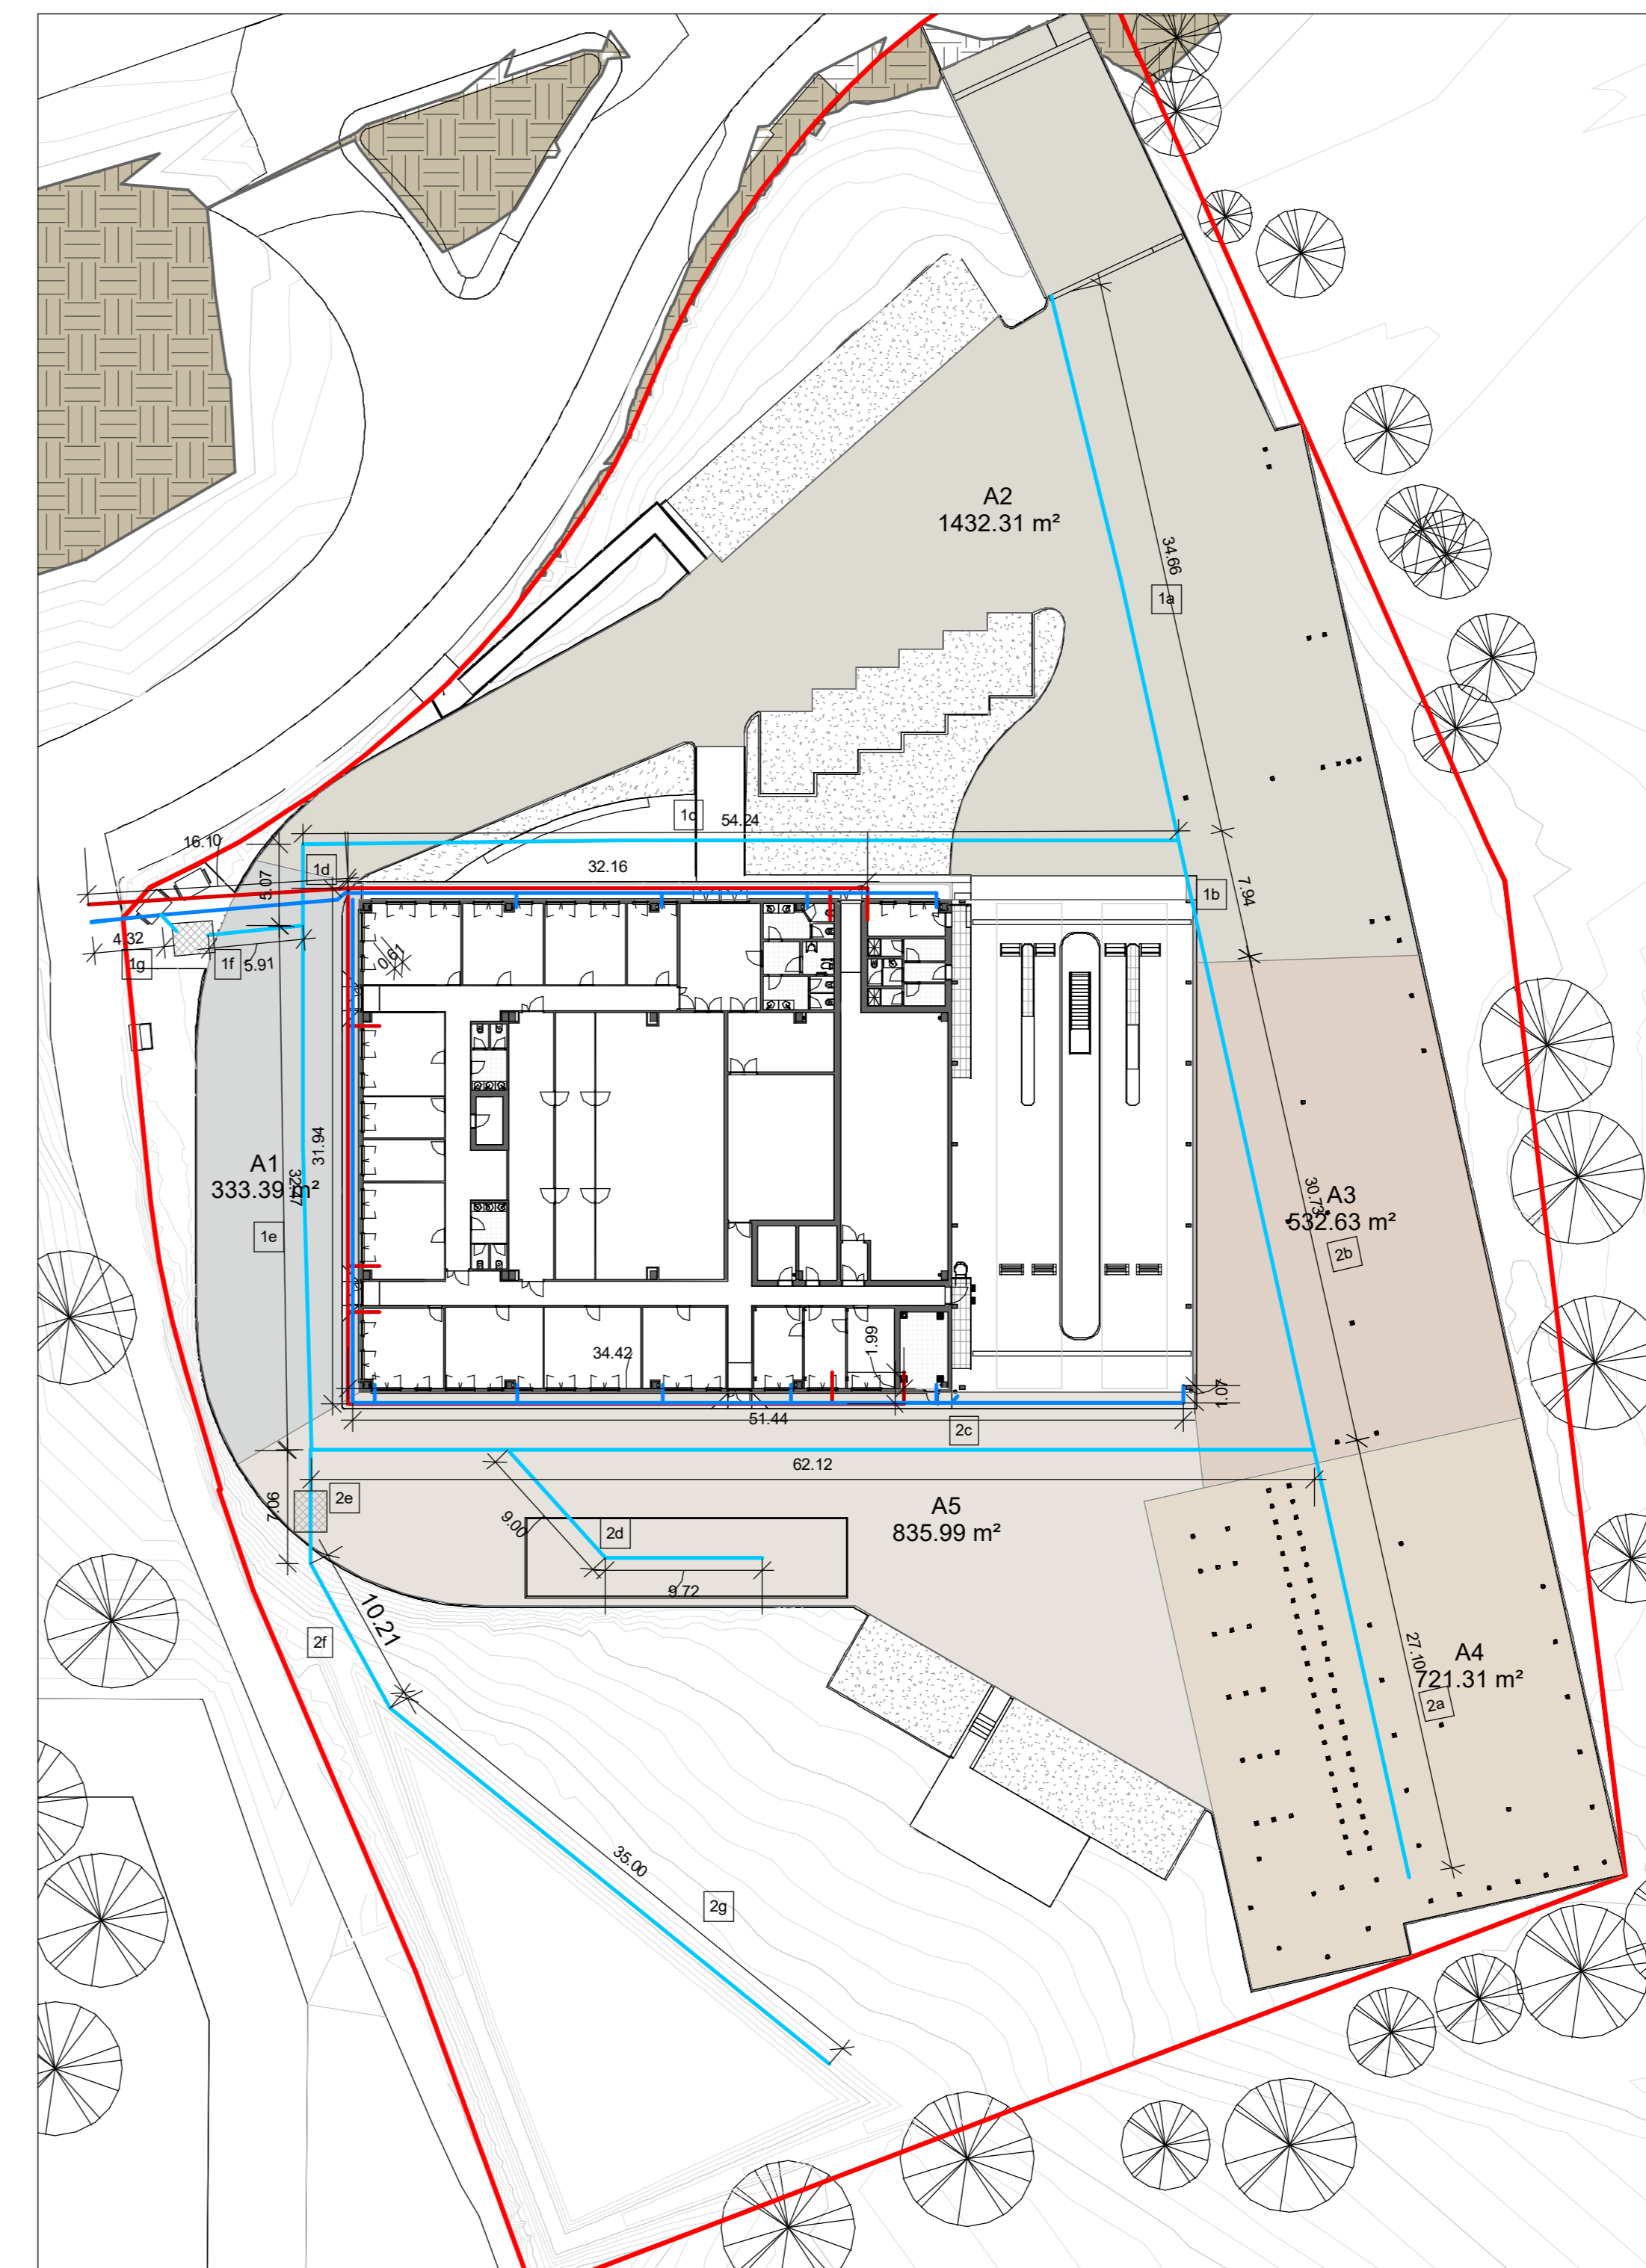 A2
1432.31 m²
34.66
1a
1c
54.24
16.10
1d
32.16
5.07
7.94
1b
4.32
1g
1f
5.91
0.61
A1
333.39 m²
31.94
32.47
1e
A3
532.63 m²
30.73
2b
34.42
1.99
1.07
51.44
2c
62.12
7.06
2e
9.00
2d
9.72
A5
835.99 m²
10.21
2f
27.10
A4
721.31 m²
2a
35.00
2g